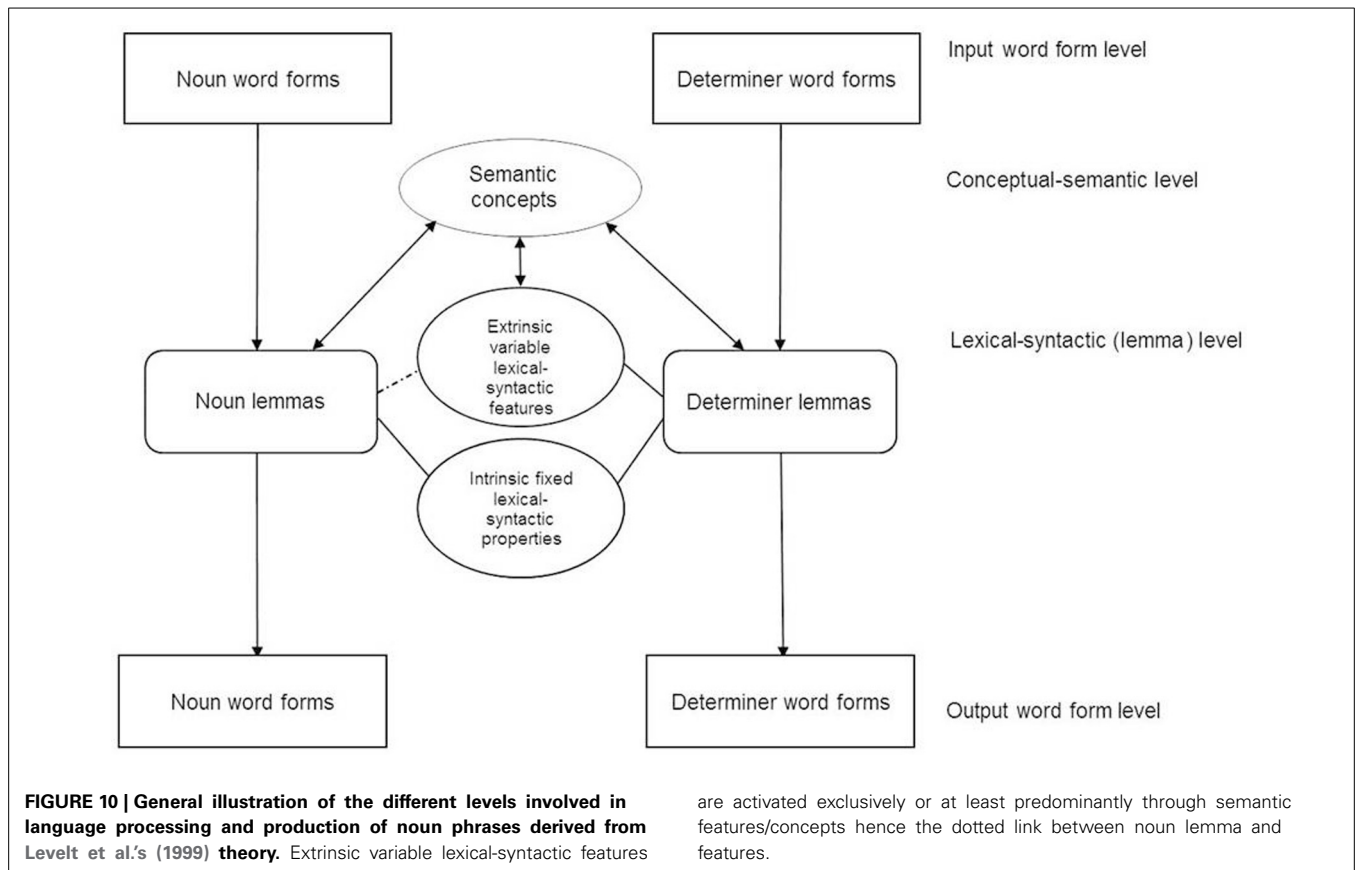 Noun word forms
Determiner word forms
Input word form level
Semantic
concepts
Conceptual-semantic level
Extrinsic
variable
lexical-
syntactic
features
Lexical-syntactic (lemma) level
Noun lemmas
Determiner lemmas
Intrinsic fixed
lexical-
syntactic
properties
Noun word forms
Determiner word forms
Output word form level
FIGURE 10 | General illustration of the different levels involved in
language processing and production of noun phrases derived from
Levelt et al.'s (1999) theory. Extrinsic variable lexical-syntactic features
are activated exclusively or at least predominantly through semantic
features/concepts hence the dotted link between noun lemma and
features.